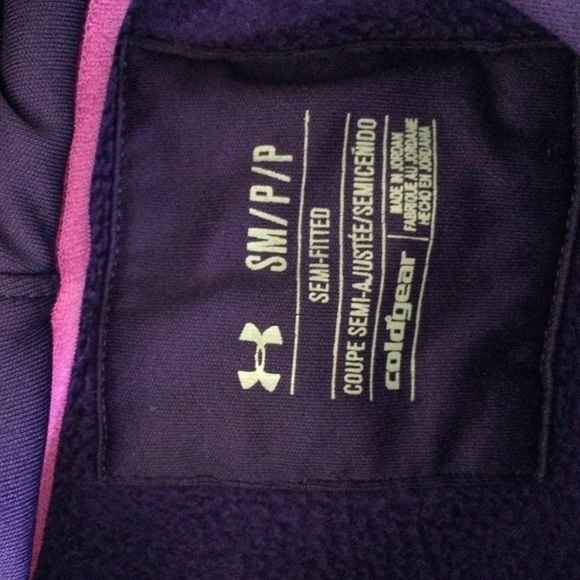 SM/P/P
SEMI-FITTED
COUPE SEMI-AJUSTÉE/SEMICEÑIDO
coldgear
MADE IN JORDAN
FABRIQUÉ AU JORDANIE
HECHO EN JORDANIA